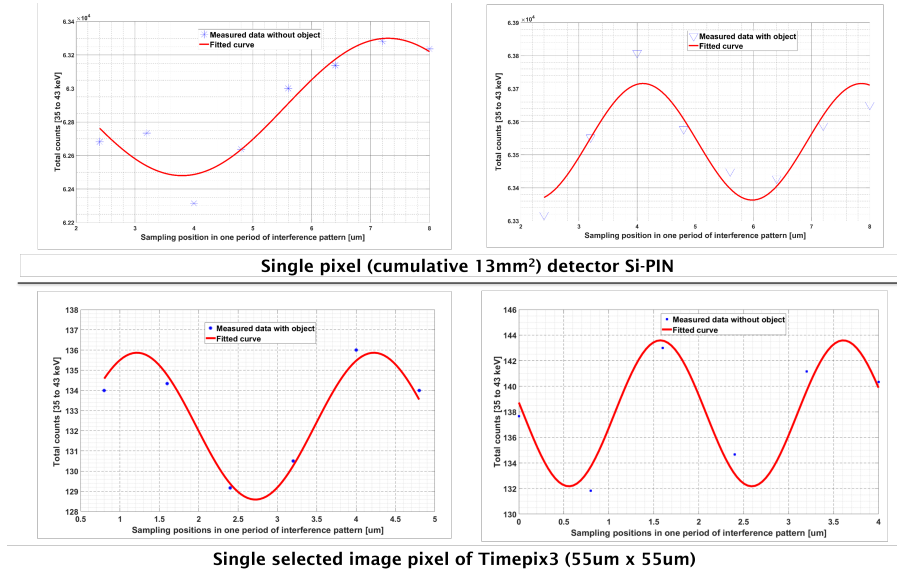 ×10⁴
6.34
6.32
6.3
6.28
6.26
6.24
6.22
Total counts [35 to 43 keV]
Measured data without object
Fitted curve
2 3 4 5 6 7 8
Sampling position in one period of interference pattern [um]
×10⁴
6.39
6.38
6.37
6.36
6.35
6.34
6.33
Total counts [35 to 43 keV]
Measured data with object
Fitted curve
2 3 4 5 6 7 8
Sampling position in one period of interference pattern [um]
Single pixel (cumulative 13mm²) detector Si-PIN
138
137
136
134
133
132
130
129
128
Total counts [35 to 43 keV]
Measured data with object
Fitted curve
0.5 1 1.5 2 2.5 3 3.5 4 4.5 5
Sampling positions in one period of interference pattern [um]
146
144
142
140
138
136
134
132
130
Total counts [35 to 43 keV]
Measured data without object
Fitted curve
0 0.5 1 1.5 2 2.5 3 3.5 4
Sampling positions in one period of interference pattern [um]
Single selected image pixel of Timepix3 (55um x 55um)